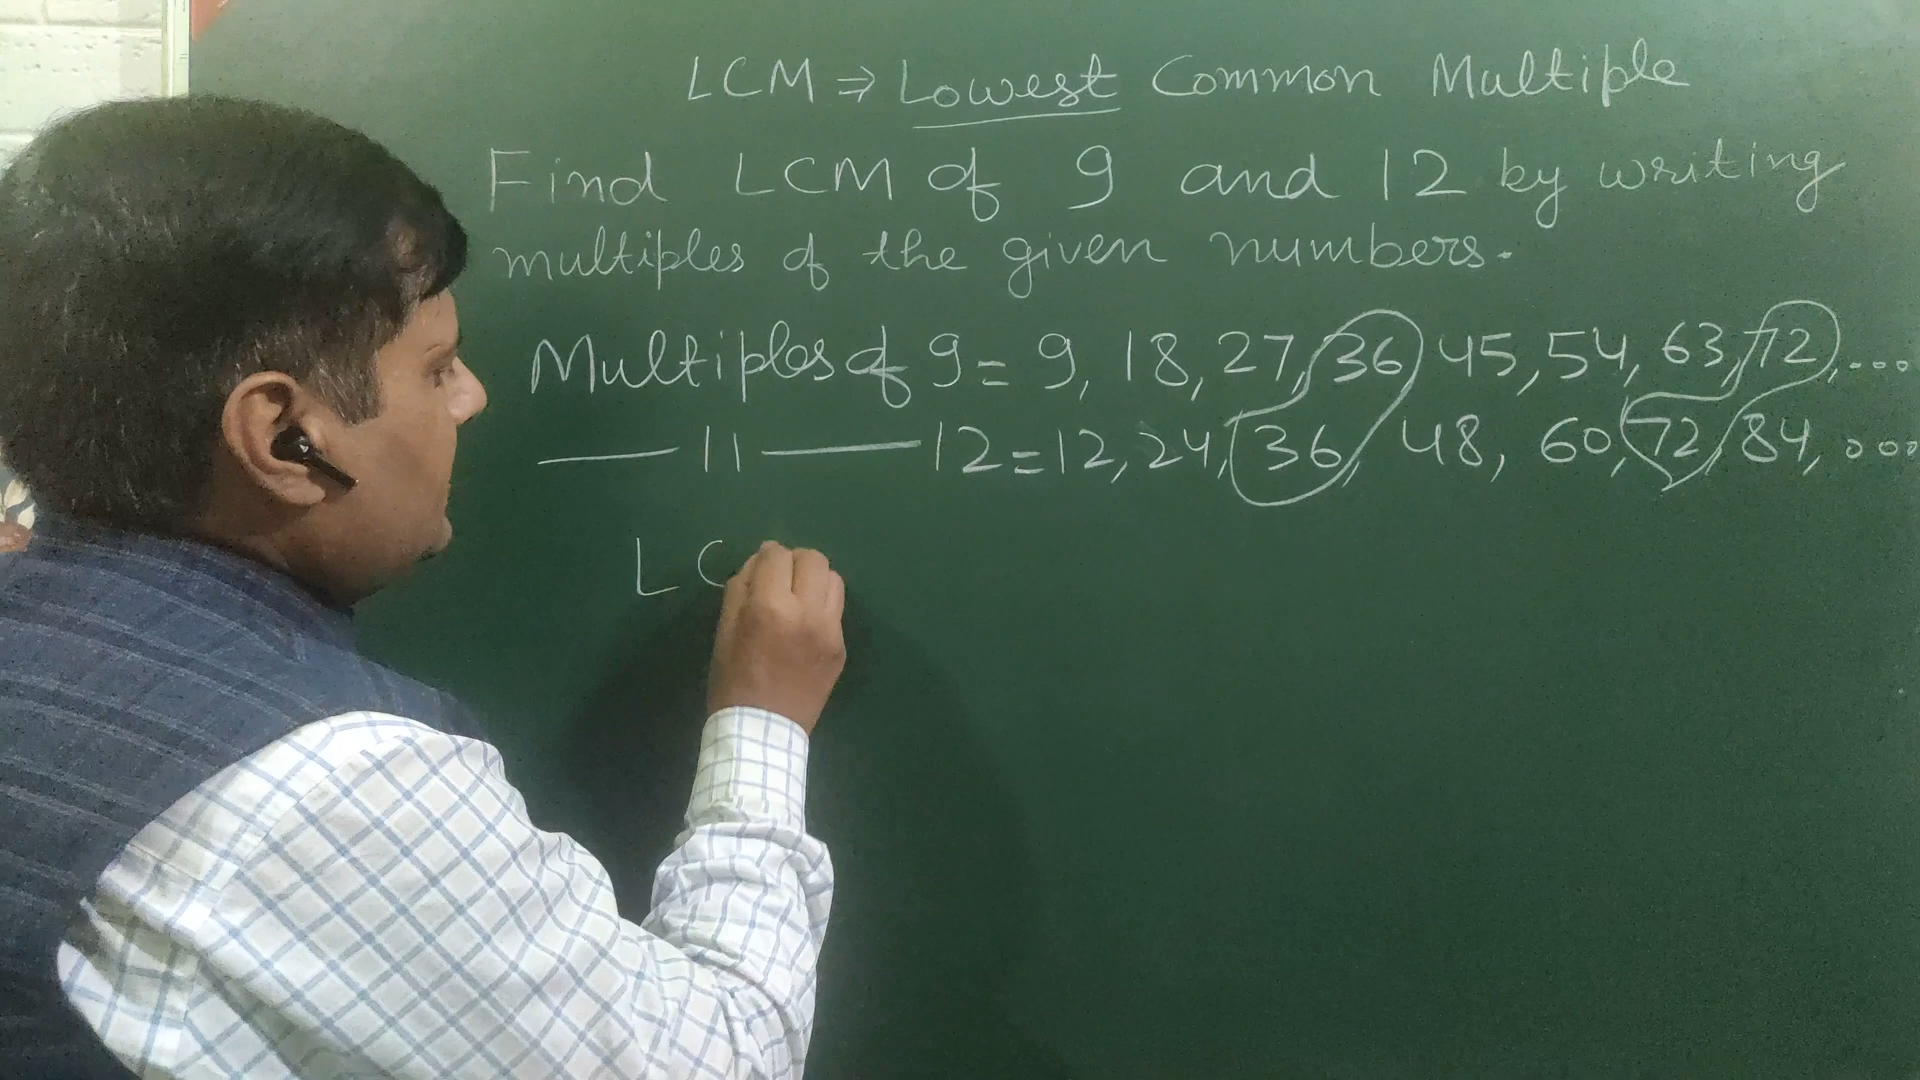 LCM ⇒ Lowest Common Multiple
Find LCM of 9 and 12 by writing
multiples of the given numbers.
Multiples of 9 = 9, 18, 27, 36 45, 54, 63, 72, ...
—— 11 —— 12 = 12, 24, 36, 48, 60, 72, 84, ...
LC